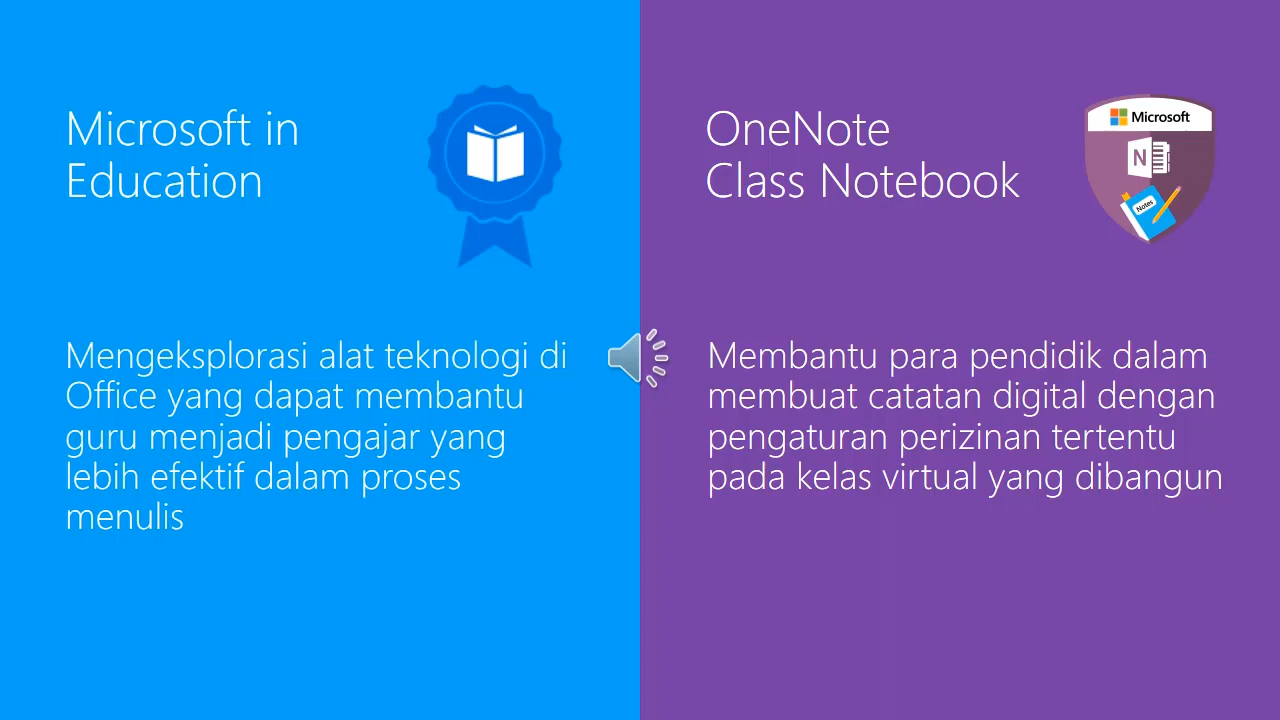 Microsoft in
Education
Mengeksplorasi alat teknologi di
Office yang dapat membantu
guru menjadi pengajar yang
lebih efektif dalam proses
menulis
OneNote
Class Notebook
Microsoft
N
Notes
Membantu para pendidik dalam
membuat catatan digital dengan
pengaturan perizinan tertentu
pada kelas virtual yang dibangun